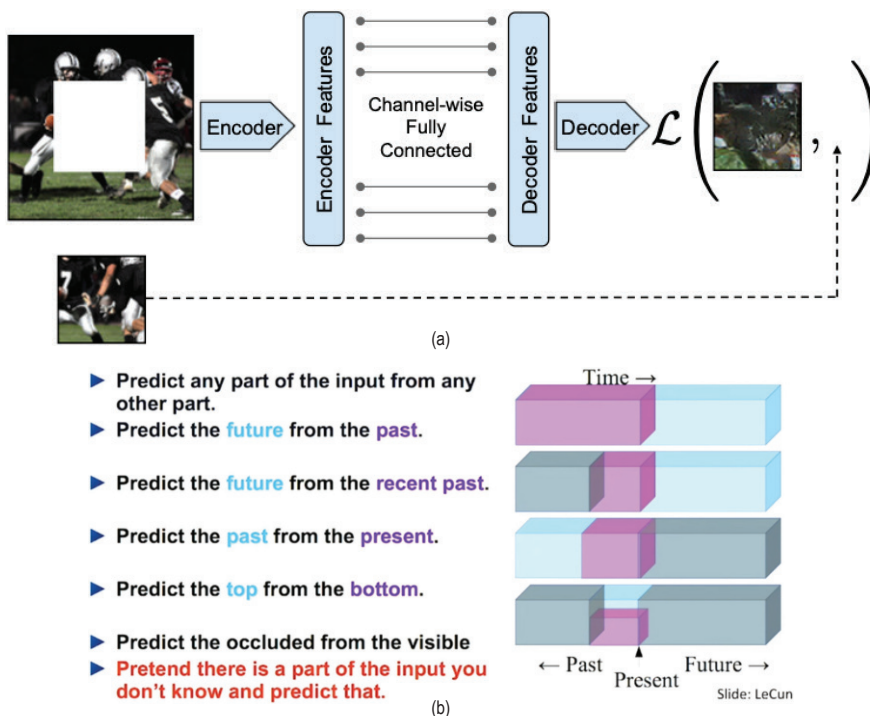 Encoder
Encoder Features
Channel-wise
Fully
Connected
Decoder Features
Decoder
ℒ ( , )
5
7
(a)
► Predict any part of the input from any
other part.
► Predict the future from the past.
► Predict the future from the recent past.
► Predict the past from the present.
► Predict the top from the bottom.
► Predict the occluded from the visible
► Pretend there is a part of the input you
don't know and predict that.
Time →
← Past
Present
Future →
Slide: LeCun
(b)